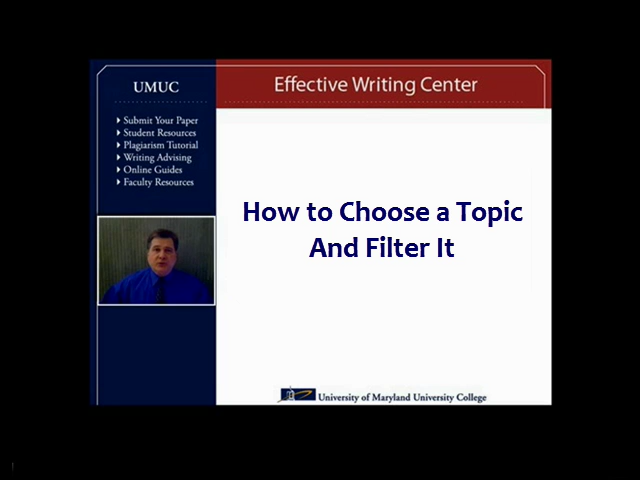 UMUC
Effective Writing Center
Submit Your Paper
Student Resources
Plagiarism Tutorial
Writing Advising
Online Guides
Faculty Resources
How to Choose a Topic
And Filter It
University of Maryland University College